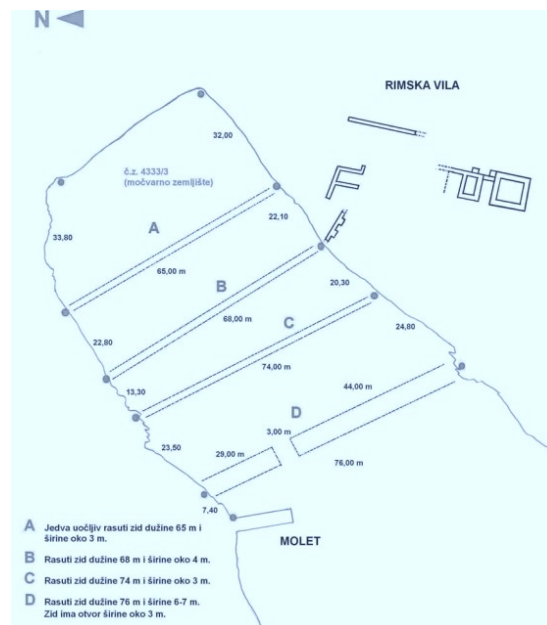 N
RIMSKA VILA
32,00
č.z. 4333/3
(močvarno zemljište)
A
22,10
33,80
65,00 m
B
20,30
68,00 m
C
24,80
22,80
74,00 m
13,30
44,00 m
D
3,00 m
23,50
29,00 m
76,00 m
7,40
MOLET
A Jedva uočljiv rasuti zid dužine 65 m i
širine oko 3 m.
B Rasuti zid dužine 68 m i širine oko 4 m.
C Rasuti zid dužine 74 m i širine oko 3 m.
D Rasuti zid dužine 76 m i širine 6-7 m.
Zid ima otvor širine oko 3 m.